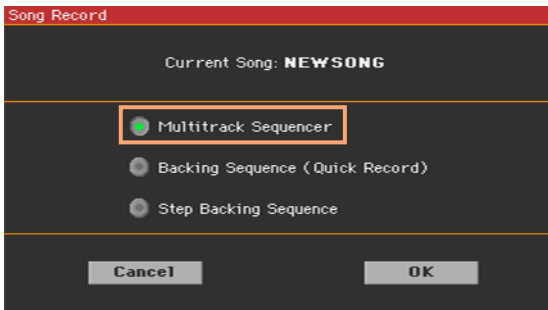 Song Record
Current Song: NEWSONG
Multitrack Sequencer
Backing Sequence (Quick Record)
Step Backing Sequence
Cancel OK